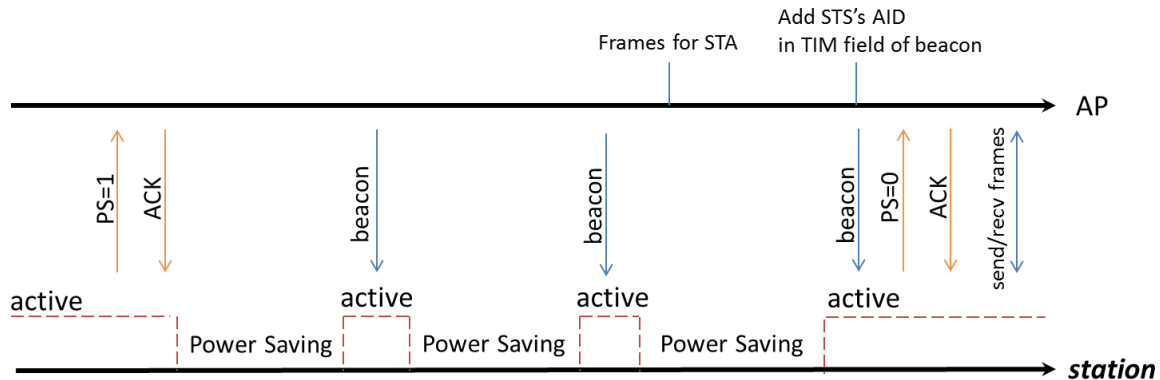 Add STS's AID
Frames for STA
in TIM field of beacon
AP
PS=1
ACK
beacon
beacon
beacon
PS=0
ACK
send/recv frames
active
active
active
active
Power Saving
Power Saving
Power Saving
station